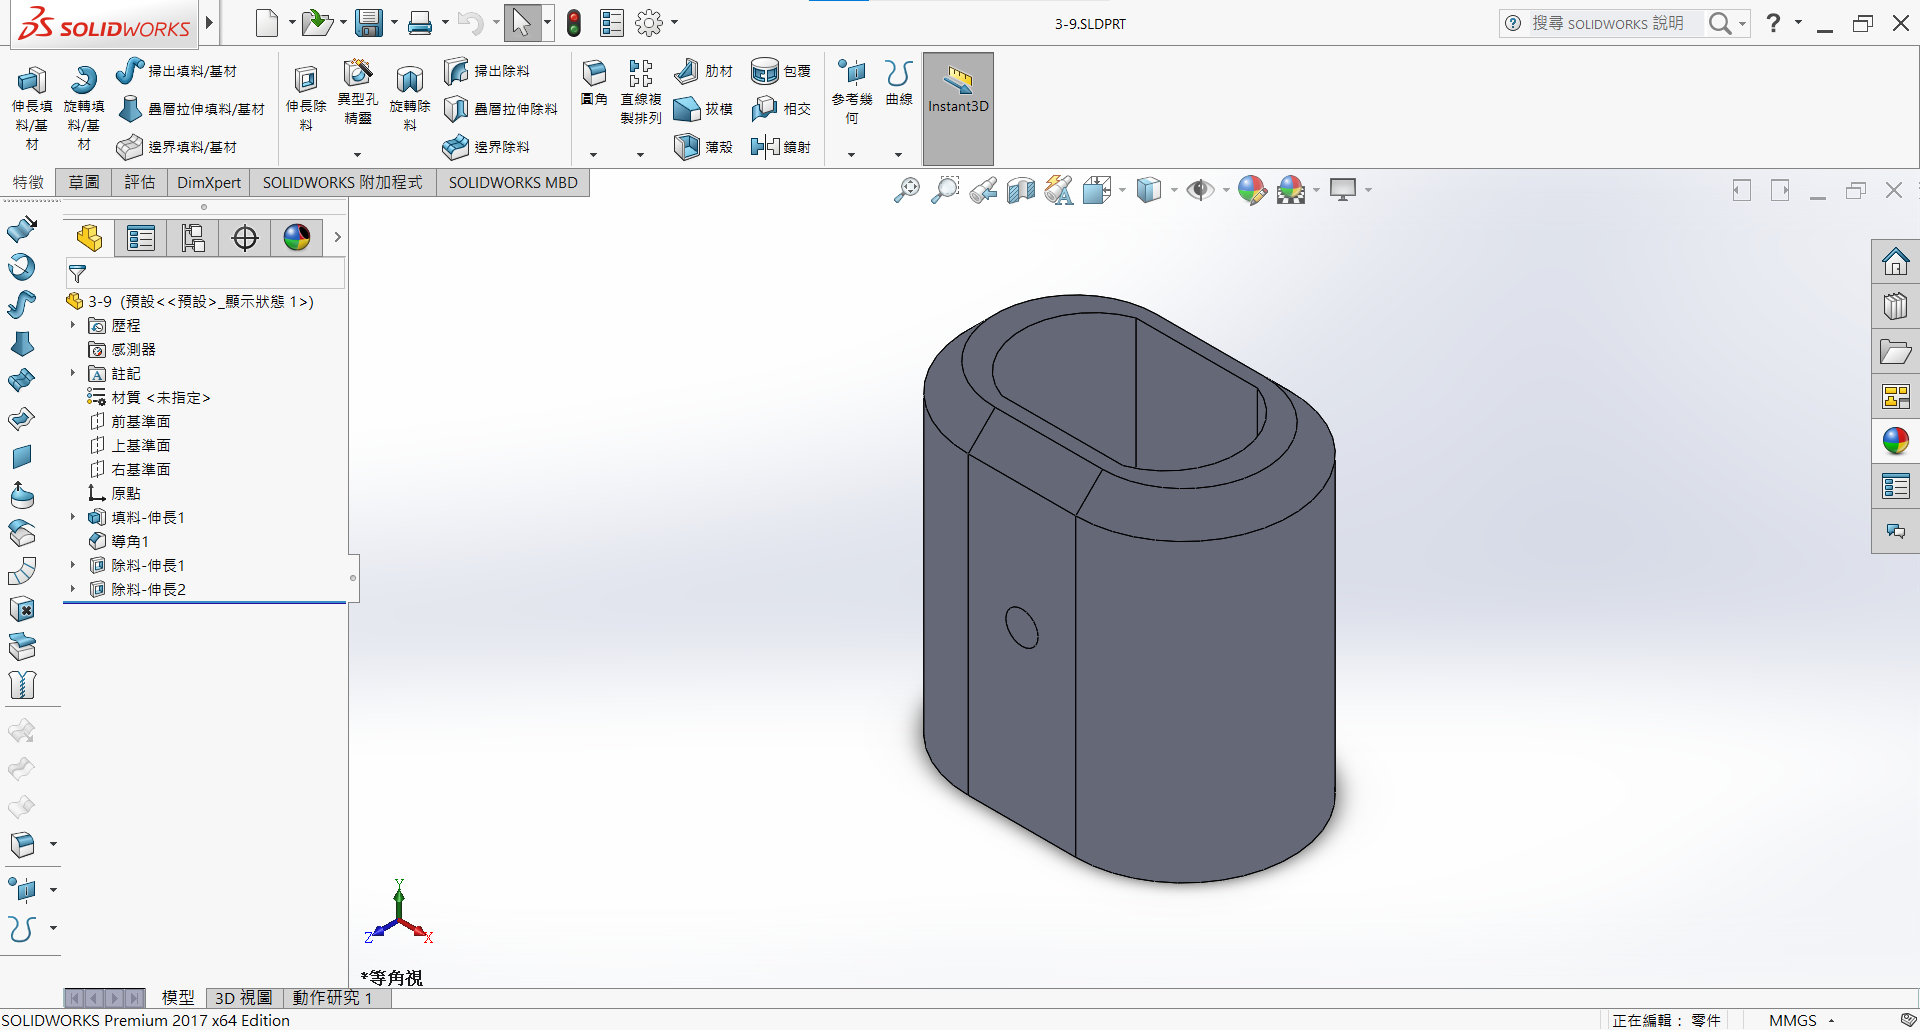 SOLIDWORKS
3-9.SLDPRT
搜尋 SOLIDWORKS 說明
伸長填料/基材
旋轉填料/基材
掃出填料/基材
疊層拉伸填料/基材
邊界填料/基材
伸長除料
異型孔精靈
旋轉除料
掃出除料
疊層拉伸除料
邊界除料
圓角
直線複製排列
肋材
拔模
薄殼
包覆
相交
鏡射
參考幾何
曲線
Instant3D
特徵
草圖
評估
DimXpert
SOLIDWORKS 附加程式
SOLIDWORKS MBD
3-9 (預設<<預設>_顯示狀態 1>)
歷程
感測器
註記
材質 <未指定>
前基準面
上基準面
右基準面
原點
填料-伸長1
導角1
除料-伸長1
除料-伸長2
Y
Z
X
*等角視
模型
3D 視圖
動作研究 1
SOLIDWORKS Premium 2017 x64 Edition
正在編輯： 零件
MMGS